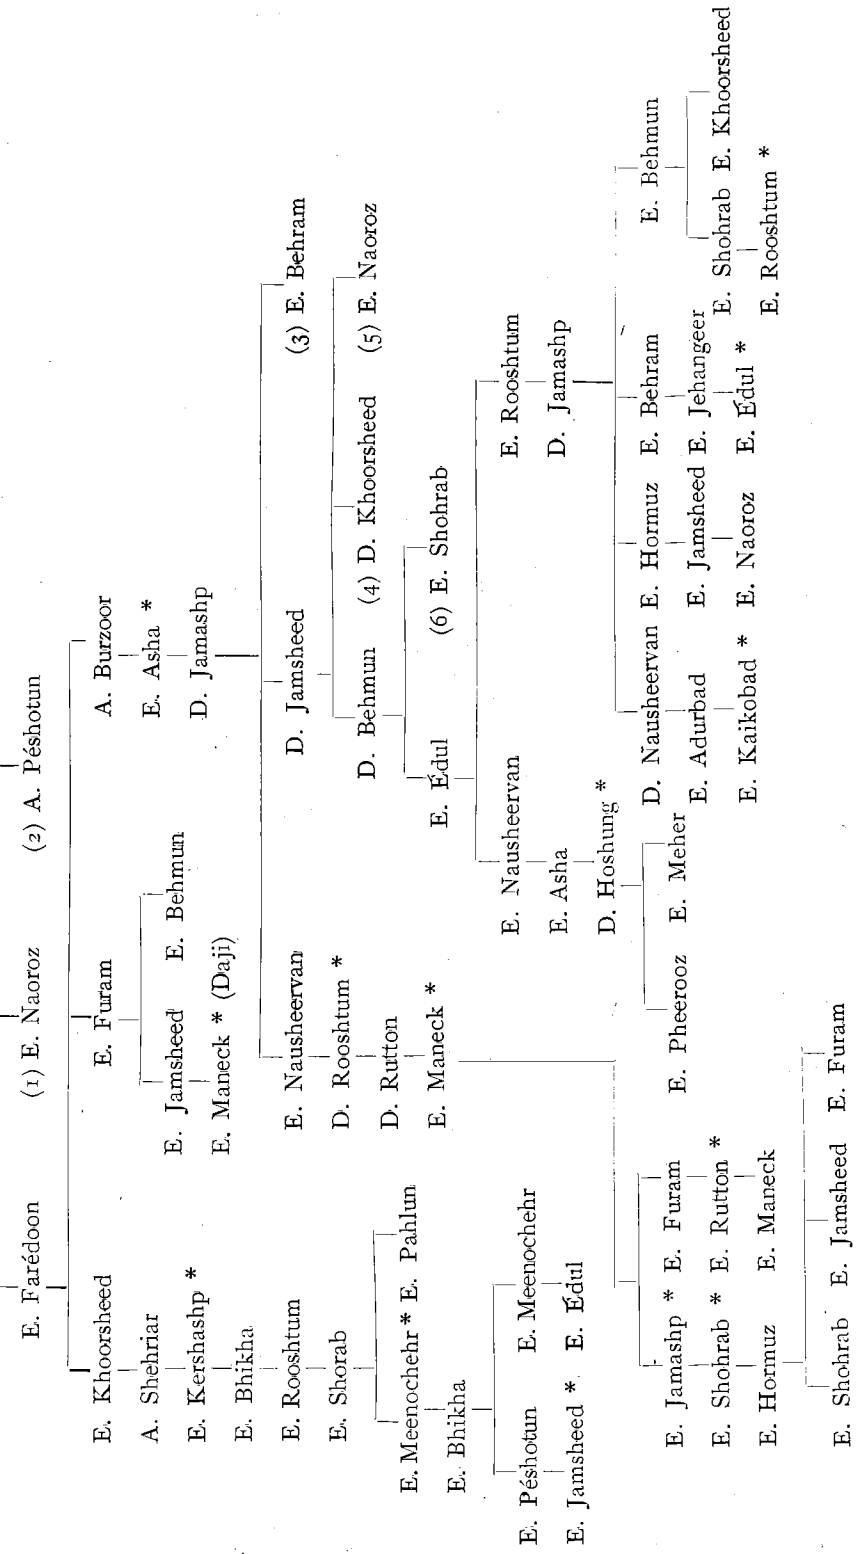 E. Farédoon (1) E. Naoroz (2) A. Péshotun
E. Khoorsheed E. Furam A. Burzoor
A. Shehriar E. Asha *
E. Jamsheed E. Behmun
E. Kershashp * D. Jamashp
E. Maneck * (Daji)
E. Bhikha
E. Rooshtum E. Nausheervan D. Jamsheed (3) E. Behram
E. Shorab D. Rooshtum *
D. Rutton D. Behmun (4) D. Khoorsheed (5) E. Naoroz
E. Meenochehr * E. Pahlun
E. Maneck * E. Édul (6) E. Shohrab
E. Bhikha
E. Nausheervan E. Rooshtum
E. Péshotun E. Meenochehr
E. Asha D. Jamashp
E. Jamsheed * E. Édul
D. Hoshung *
D. Nausheervan E. Hormuz E. Behram E. Behmun
E. Jamashp * E. Furam E. Pheerooz E. Meher
E. Adurbad E. Jamsheed E. Jehangeer
E. Shohrab * E. Rutton * E. Shohrab E. Khoorsheed
E. Kaikobad * E. Naoroz E. Édul *
E. Hormuz E. Maneck E. Rooshtum *
E. Shohrab E. Jamsheed E. Furam